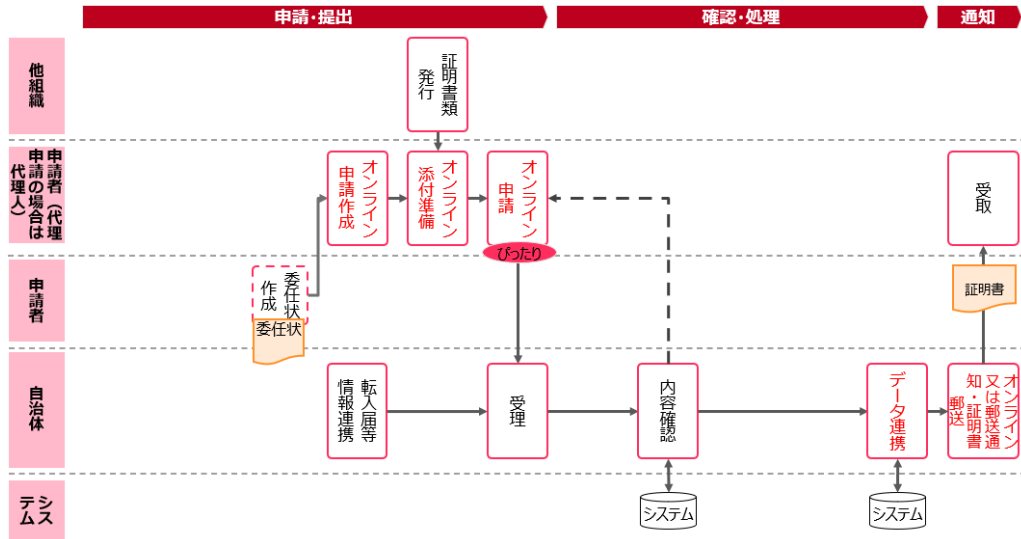 申請・提出
確認・処理
通知
他組織
証明書類
発行
申請者（代理
申請の場合は
代理人）
オンライン
申請作成
オンライン
添付準備
オンライン
申請
ぴったり
受取
申請者
委任状
作成
委任状
証明書
自治体
転入届等
情報連携
受理
内容確認
データ連携
オンライン
又は郵送通
知・証明書
郵送
シス
テム
システム
システム